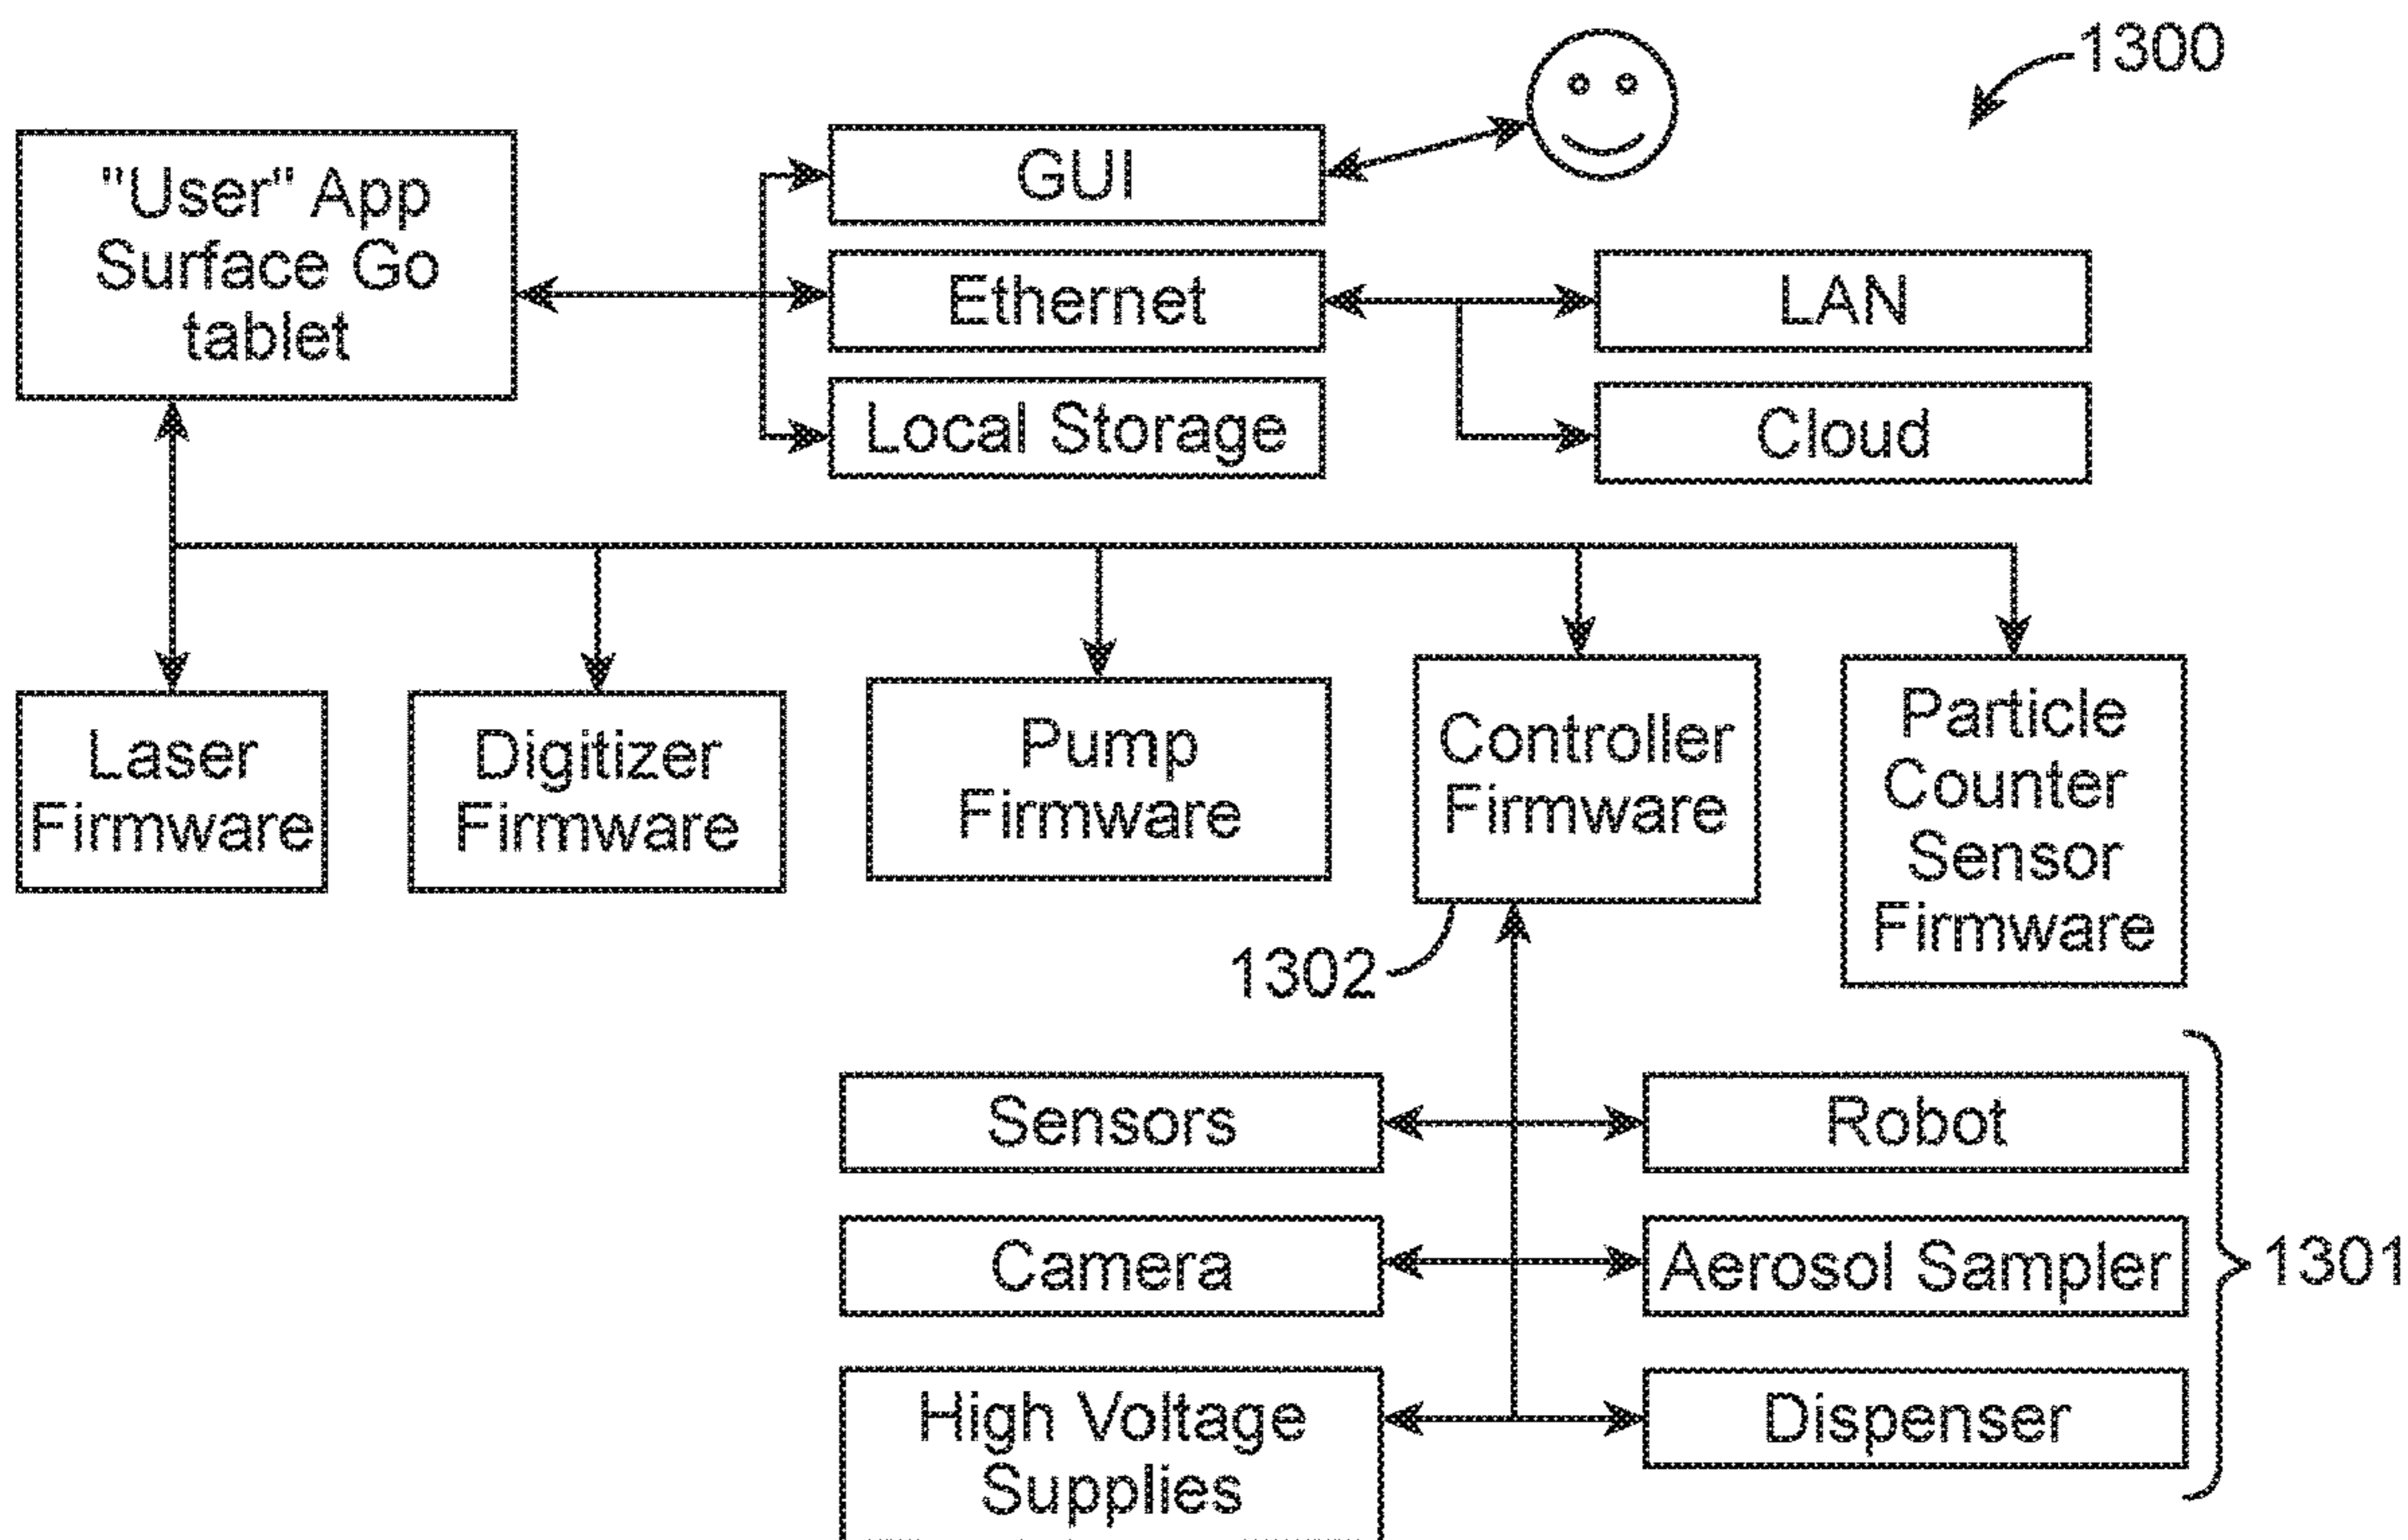 1300
"User" App
Surface Go
tablet
GUI
Ethernet
Local Storage
LAN
Cloud
Laser
Firmware
Digitizer
Firmware
Pump
Firmware
Controller
Firmware
Particle
Counter
Sensor
Firmware
1302
Sensors
Robot
Camera
Aerosol Sampler
High Voltage
Supplies
Dispenser
1301